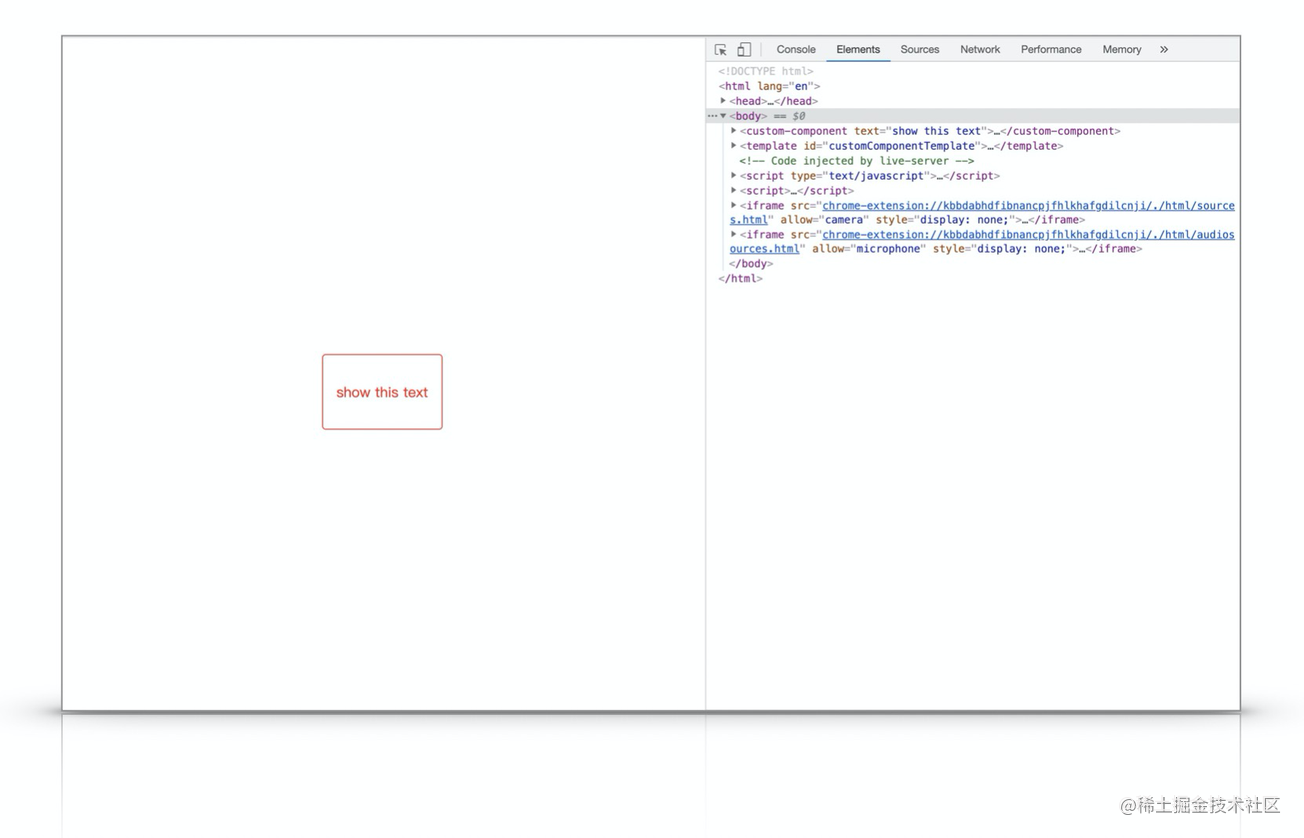 show this text
Console Elements Sources Network Performance Memory »
<!DOCTYPE html>
<html lang="en">
<head>…</head>
<body> == $0
<custom-component text="show this text">…</custom-component>
<template id="customComponentTemplate">…</template>
<!-- Code injected by live-server -->
<script type="text/javascript">…</script>
<script>…</script>
<iframe src="chrome-extension://kbbdabhdfibnancpjfhlkhafgdilcnji/./html/source
s.html" allow="camera" style="display: none;">…</iframe>
<iframe src="chrome-extension://kbbdabhdfibnancpjfhlkhafgdilcnji/./html/audios
ources.html" allow="microphone" style="display: none;">…</iframe>
</body>
</html>
@稀土掘金技术社区